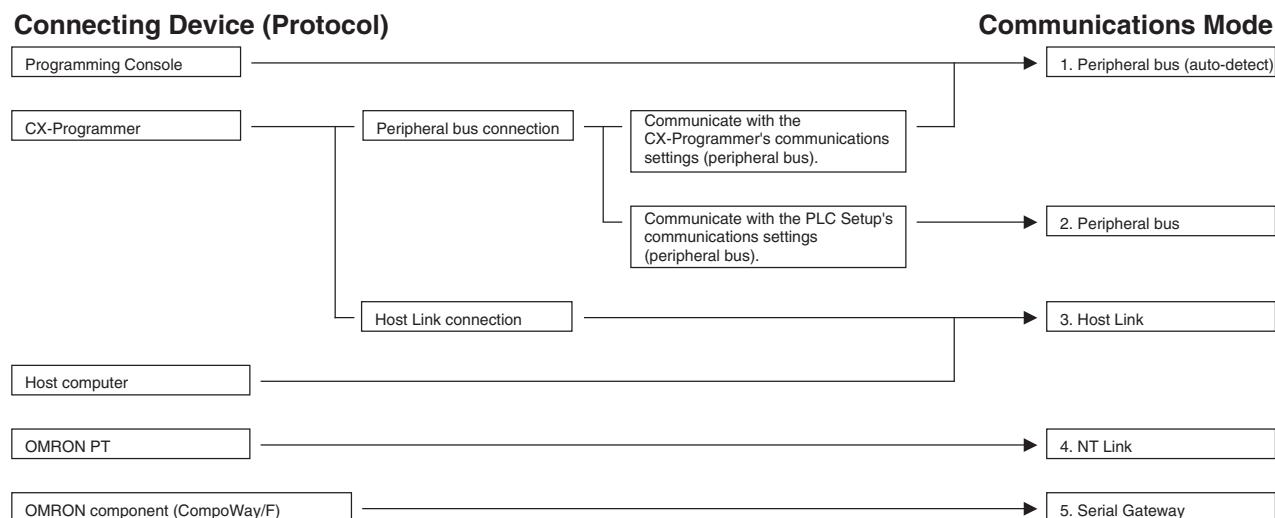 Connecting Device (Protocol)
Communications Mode
Programming Console
1. Peripheral bus (auto-detect)
CX-Programmer
Peripheral bus connection
Communicate with the
CX-Programmer's communications
settings (peripheral bus).
Communicate with the PLC Setup's
communications settings
(peripheral bus).
2. Peripheral bus
Host Link connection
3. Host Link
Host computer
OMRON PT
4. NT Link
OMRON component (CompoWay/F)
5. Serial Gateway